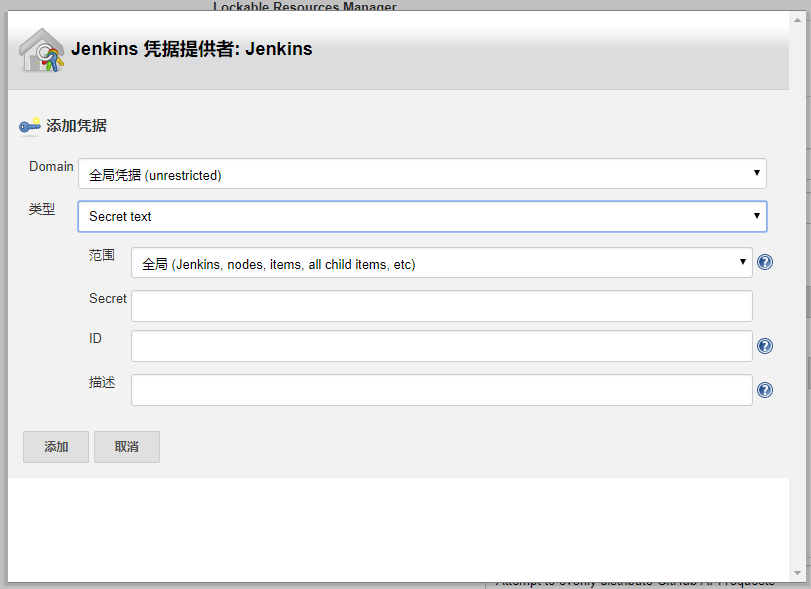 Lockable Resources Manager
Jenkins 凭据提供者: Jenkins
添加凭据
Domain 全局凭据 (unrestricted)
类型 Secret text
范围 全局 (Jenkins, nodes, items, all child items, etc)
Secret
ID
描述
添加 取消
Attempt to evenly distribute GitHub API requests